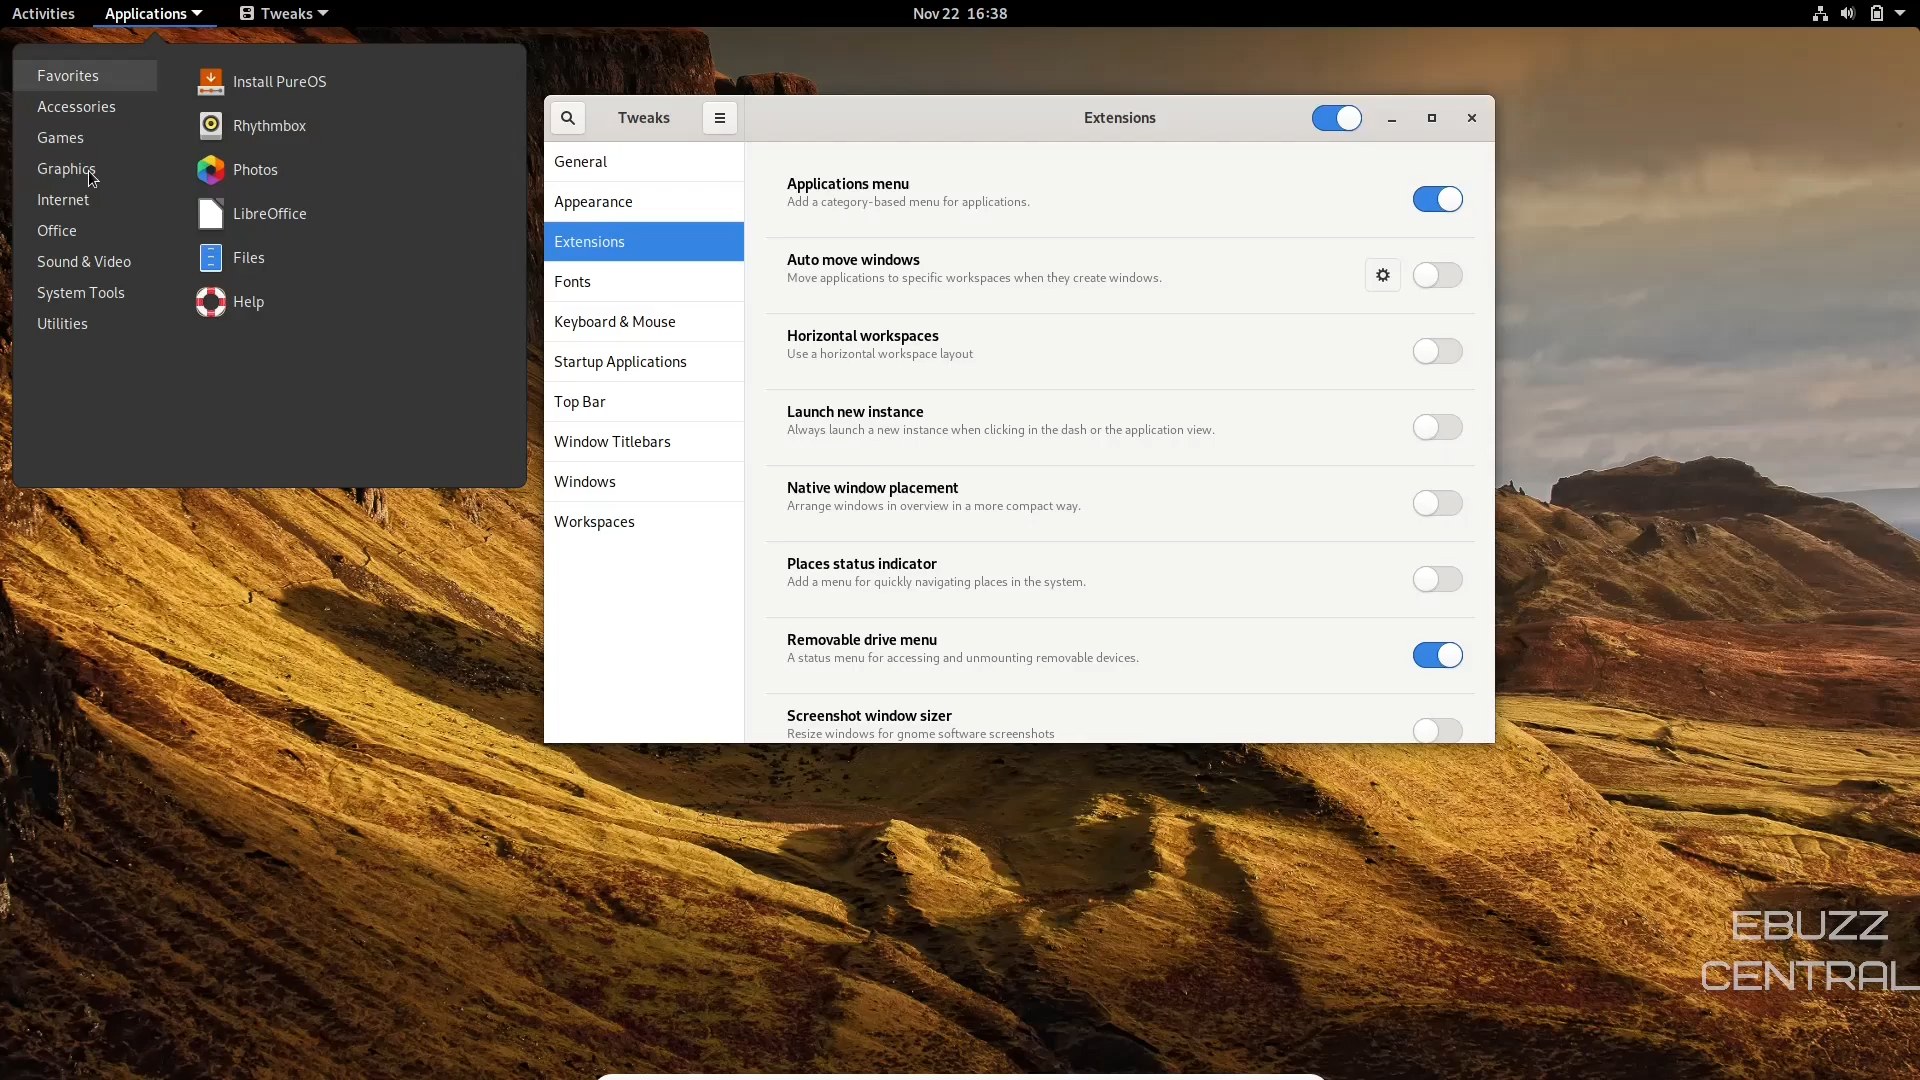 Activities
Applications
Tweaks
Nov 22 16:38
Favorites
Accessories
Games
Graphics
Internet
Office
Sound & Video
System Tools
Utilities
Install PureOS
Rhythmbox
Photos
LibreOffice
Files
Help
Tweaks
Extensions
General
Appearance
Extensions
Fonts
Keyboard & Mouse
Startup Applications
Top Bar
Window Titlebars
Windows
Workspaces
Applications menu
Add a category-based menu for applications.
Auto move windows
Move applications to specific workspaces when they create windows.
Horizontal workspaces
Use a horizontal workspace layout
Launch new instance
Always launch a new instance when clicking in the dash or the application view.
Native window placement
Arrange windows in overview in a more compact way.
Places status indicator
Add a menu for quickly navigating places in the system.
Removable drive menu
A status menu for accessing and unmounting removable devices.
Screenshot window sizer
Resize windows for gnome software screenshots
EBUZZ
CENTRAL